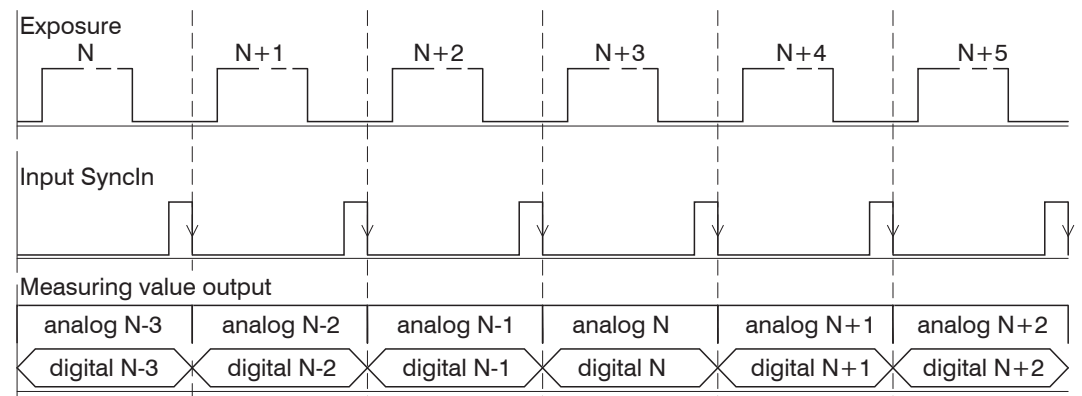 Exposure
N N+1 N+2 N+3 N+4 N+5
Input SyncIn
Measuring value output
analog N-3 analog N-2 analog N-1 analog N analog N+1 analog N+2
digital N-3 digital N-2 digital N-1 digital N digital N+1 digital N+2